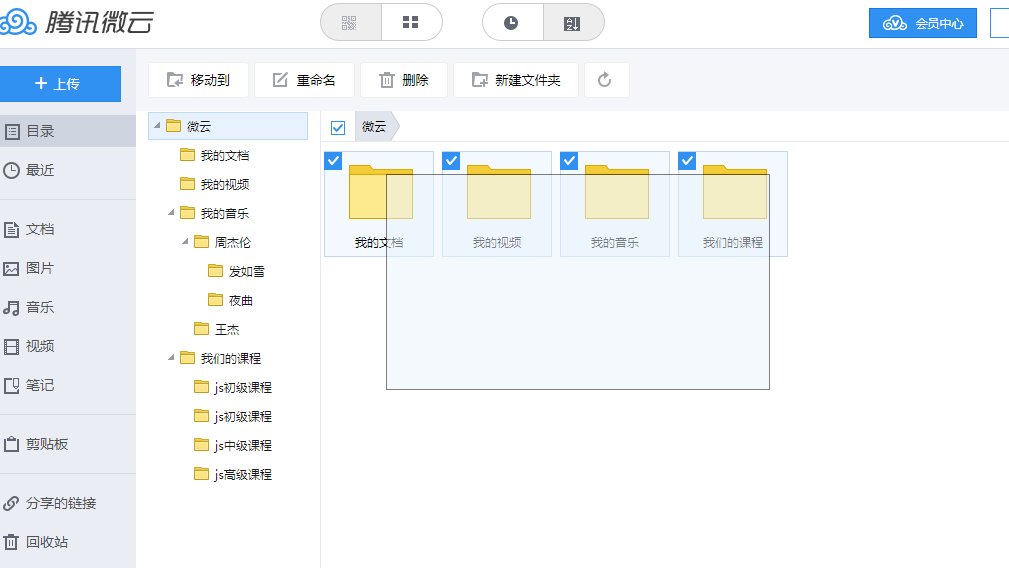 腾讯微云
会员中心
上传
移动到
重命名
删除
新建文件夹
目录
最近
文档
图片
音乐
视频
笔记
剪贴板
分享的链接
回收站
微云
我的文档
我的视频
我的音乐
周杰伦
发如雪
夜曲
王杰
我们的课程
js初级课程
js初级课程
js中级课程
js高级课程
微云
我的文档
我的视频
我的音乐
我们的课程